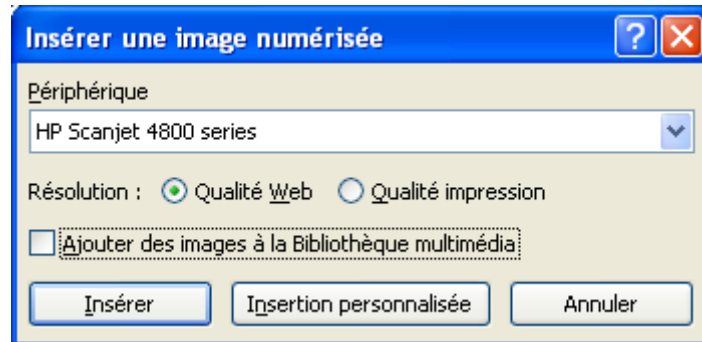 Insérer une image numérisée
Périphérique
HP Scanjet 4800 series
Résolution : Qualité Web Qualité impression
Ajouter des images à la Bibliothèque multimédia
Insérer Insertion personnalisée Annuler